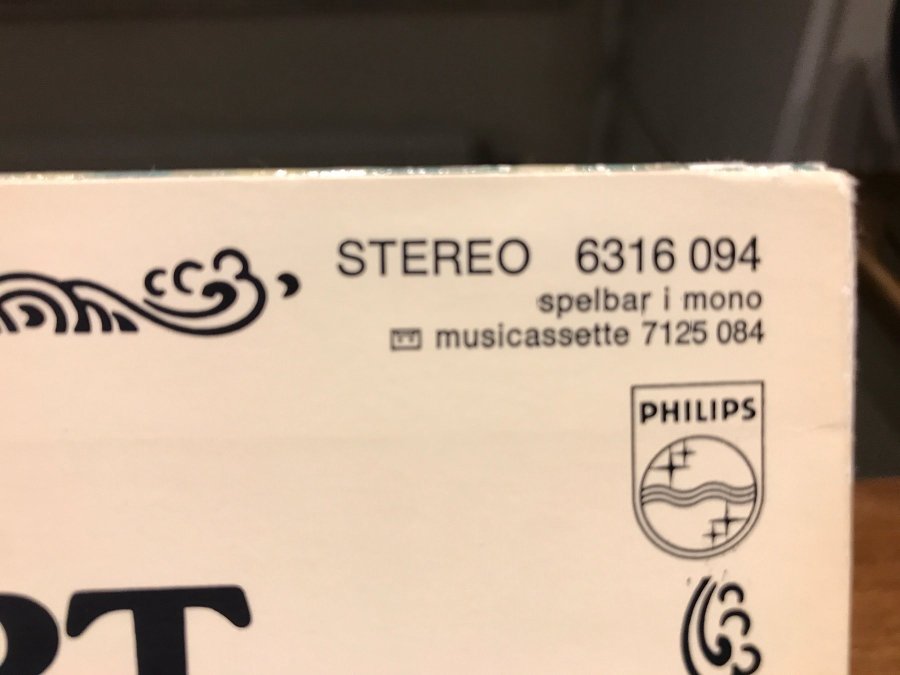 STEREO 6316 094
spelbar i mono
musicassette 7125 084
PHILIPS